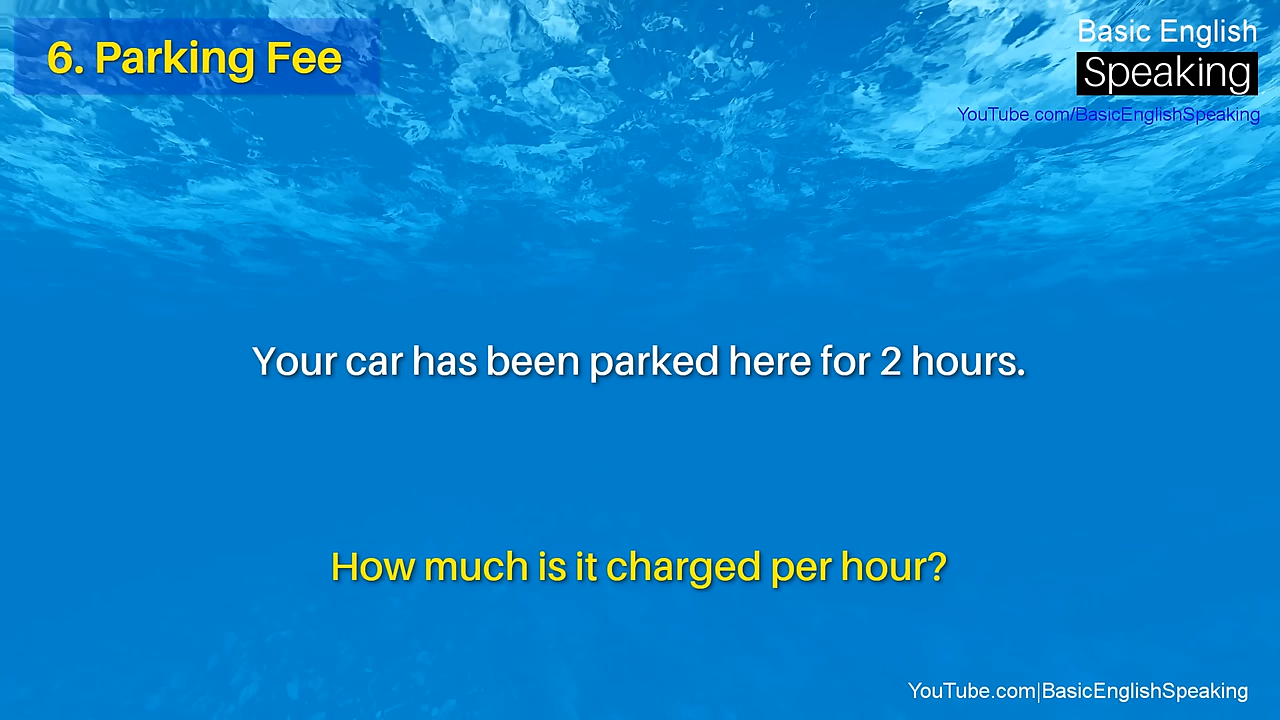 6. Parking Fee
Basic English
Speaking
YouTube.com/BasicEnglishSpeaking
Your car has been parked here for 2 hours.
How much is it charged per hour?
YouTube.com|BasicEnglishSpeaking